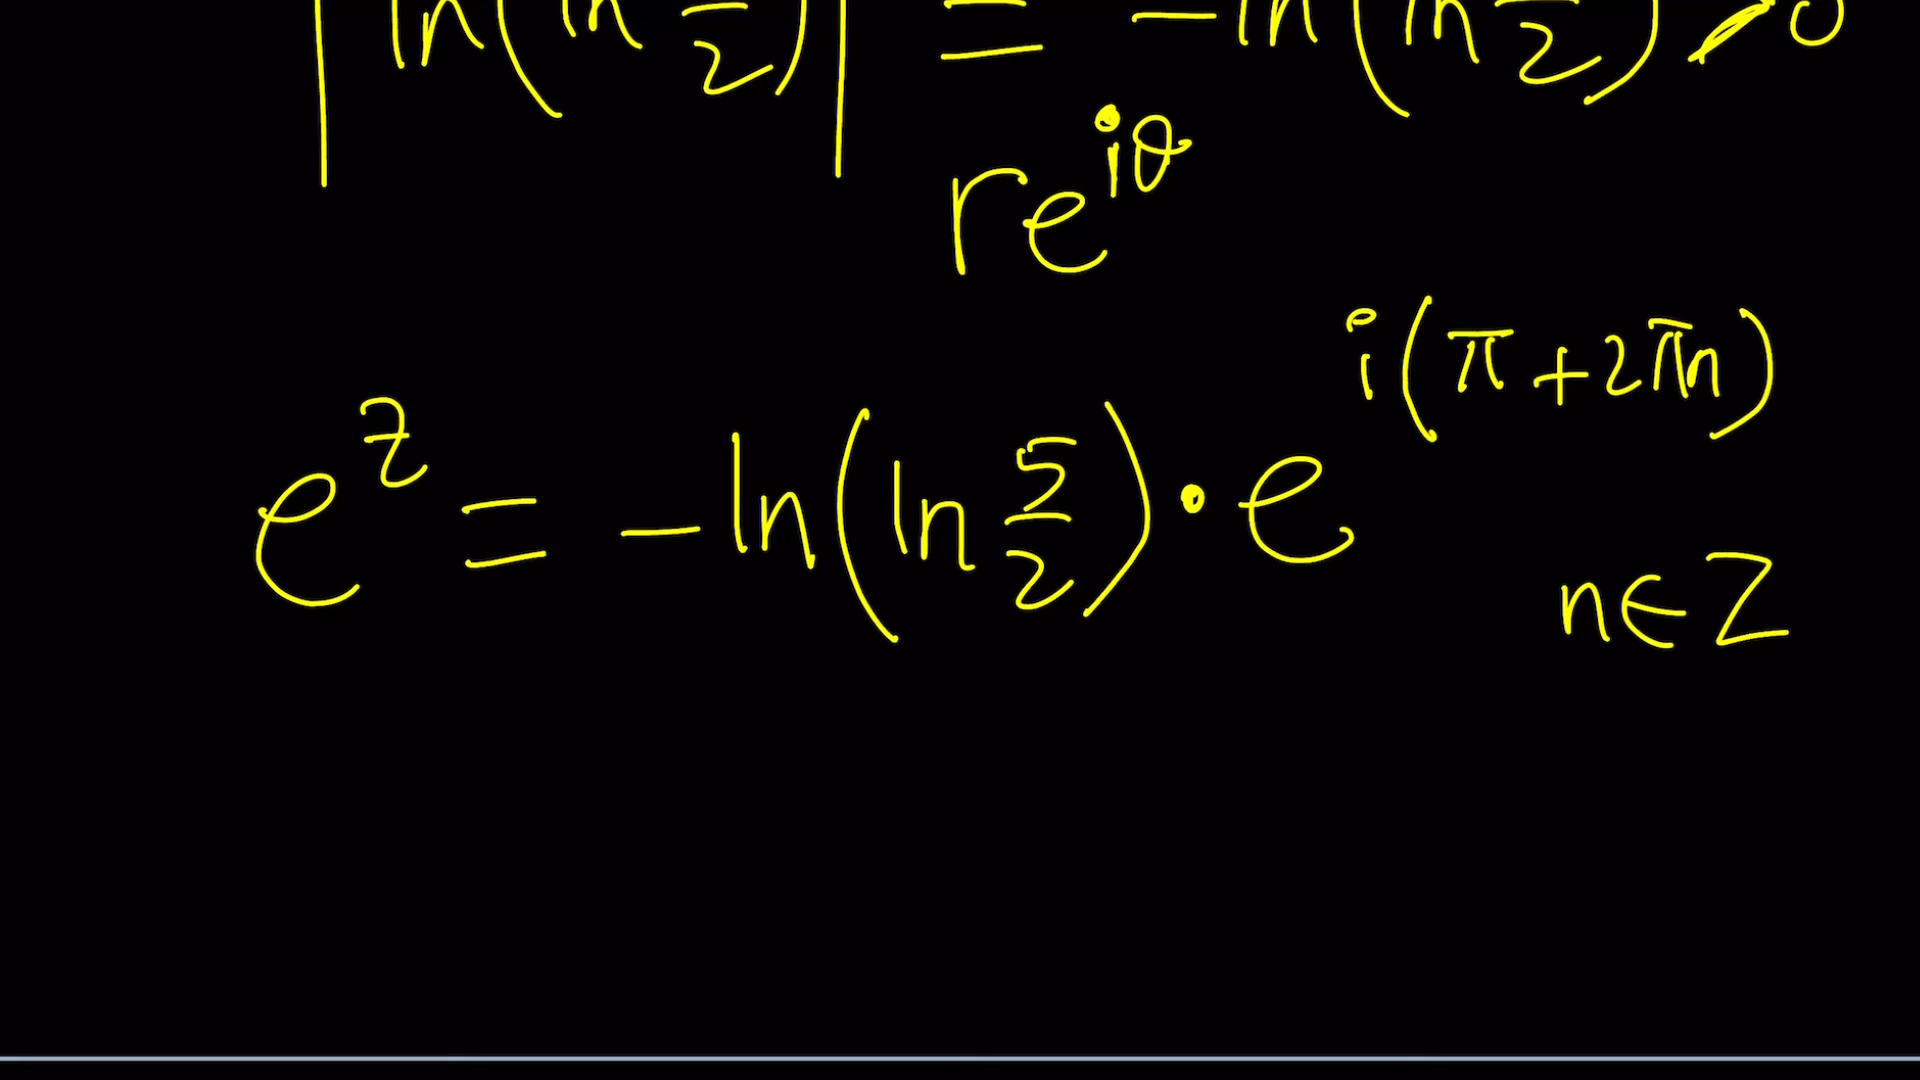 |ln(ln 5/2)| = -ln(ln 5/2) > 0
re^{iθ}
e^z = -ln(ln 5/2) • e^{i(π+2πn)}
n∈Z